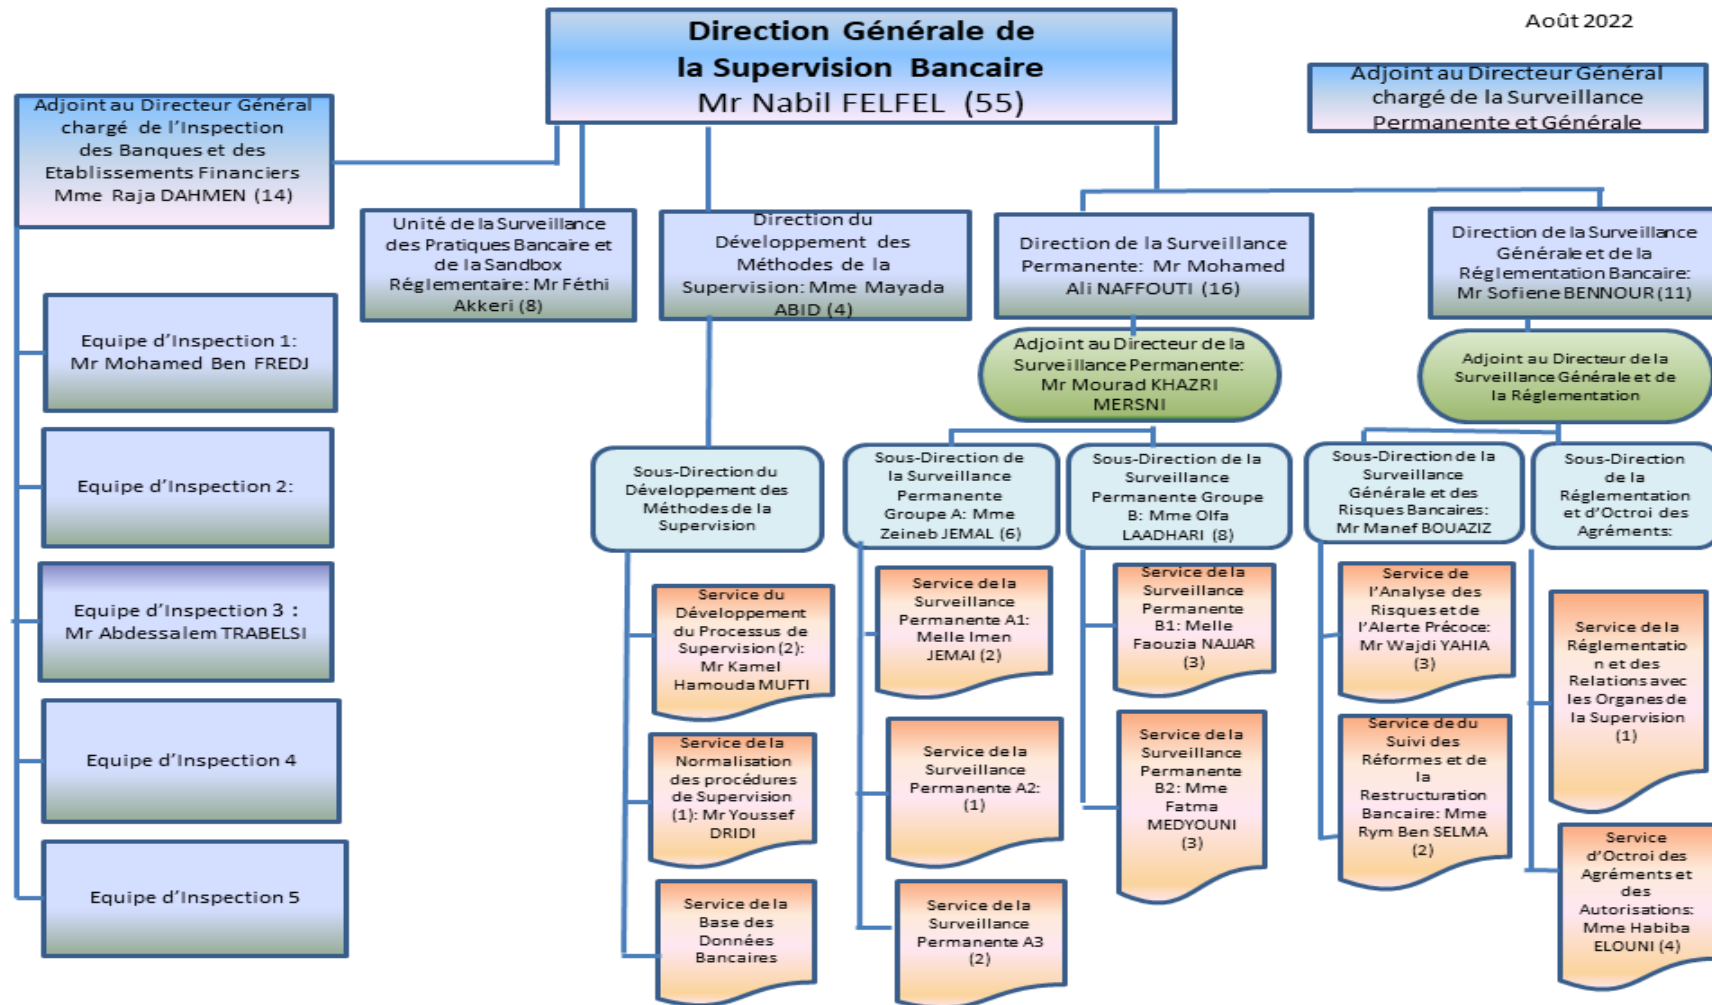 Août 2022
Direction Générale de
la Supervision Bancaire
Mr Nabil FELFEL (55)
Adjoint au Directeur Général
chargé de la Surveillance
Permanente et Générale
Adjoint au Directeur Général
chargé de l'Inspection
des Banques et des
Etablissements Financiers
Mme Raja DAHMEN (14)
Unité de la Surveillance
des Pratiques Bancaire et
de la Sandbox
Réglementaire: Mr Féthi
Akkeri (8)
Direction du
Développement des
Méthodes de la
Supervision: Mme Mayada
ABID (4)
Direction de la Surveillance
Permanente: Mr Mohamed
Ali NAFFOUTI (16)
Direction de la Surveillance
Générale et de la
Réglementation Bancaire:
Mr Sofiene BENNOUR (11)
Equipe d'Inspection 1:
Mr Mohamed Ben FREDJ
Equipe d'Inspection 2:
Equipe d'Inspection 3 :
Mr Abdessalem TRABELSI
Equipe d'Inspection 4
Equipe d'Inspection 5
Adjoint au Directeur de la
Surveillance Permanente:
Mr Mourad KHAZRI
MERSNI
Adjoint au Directeur de la
Surveillance Générale et de
la Réglementation
Sous-Direction du
Développement des
Méthodes de la
Supervision
Sous-Direction de
la Surveillance
Permanente
Groupe A: Mme
Zeineb JEMAL (6)
Sous-Direction de la
Surveillance
Permanente Groupe
B: Mme Olfa
LAADHARI (8)
Sous-Direction de la
Surveillance
Générale et des
Risques Bancaires:
Mr Manef BOUAZIZ
Sous-Direction
de la
Réglementation
et d'Octroi des
Agréments:
Service du
Développement
du Processus de
Supervision (2):
Mr Kamel
Hamouda MUFTI
Service de la
Normalisation
des procédures
de Supervision
(1): Mr Youssef
DRIDI
Service de la
Base des
Données
Bancaires
Service de la
Surveillance
Permanente A1:
Melle Imen
JEMAI (2)
Service de la
Surveillance
Permanente A2:
(1)
Service de la
Surveillance
Permanente A3
(2)
Service de la
Surveillance
Permanente
B1: Melle
Faouzia NAJJAR
(3)
Service de la
Surveillance
Permanente
B2: Mme
Fatma
MEDYOUNI
(3)
Service de
l'Analyse des
Risques et de
l'Alerte Précoce:
Mr Wajdi YAHIA
(3)
Service de du
Suivi des
Réformes et de
la
Restructuration
Bancaire: Mme
Rym Ben SELMA
(2)
Service de la
Réglementatio
n et des
Relations avec
les Organes de
la Supervision
(1)
Service
d'Octroi des
Agréments et
des
Autorisations:
Mme Habiba
ELOUNI (4)